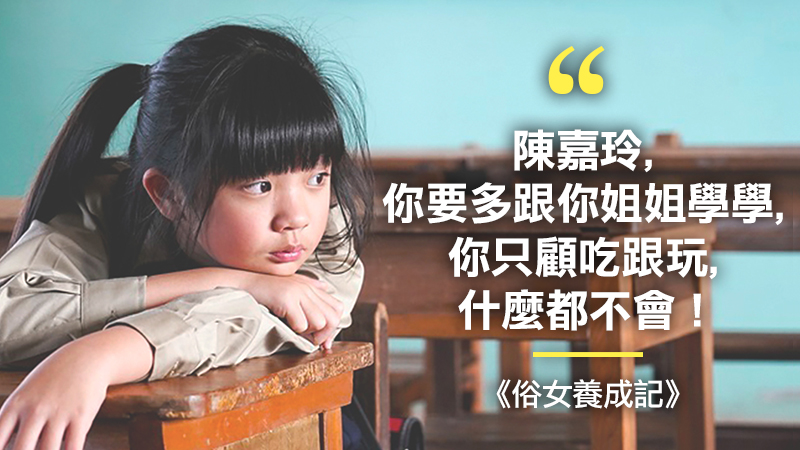 “
陳嘉玲,
你要多跟你姐姐學學,
你只顧吃跟玩,
什麼都不會！
《俗女養成記》